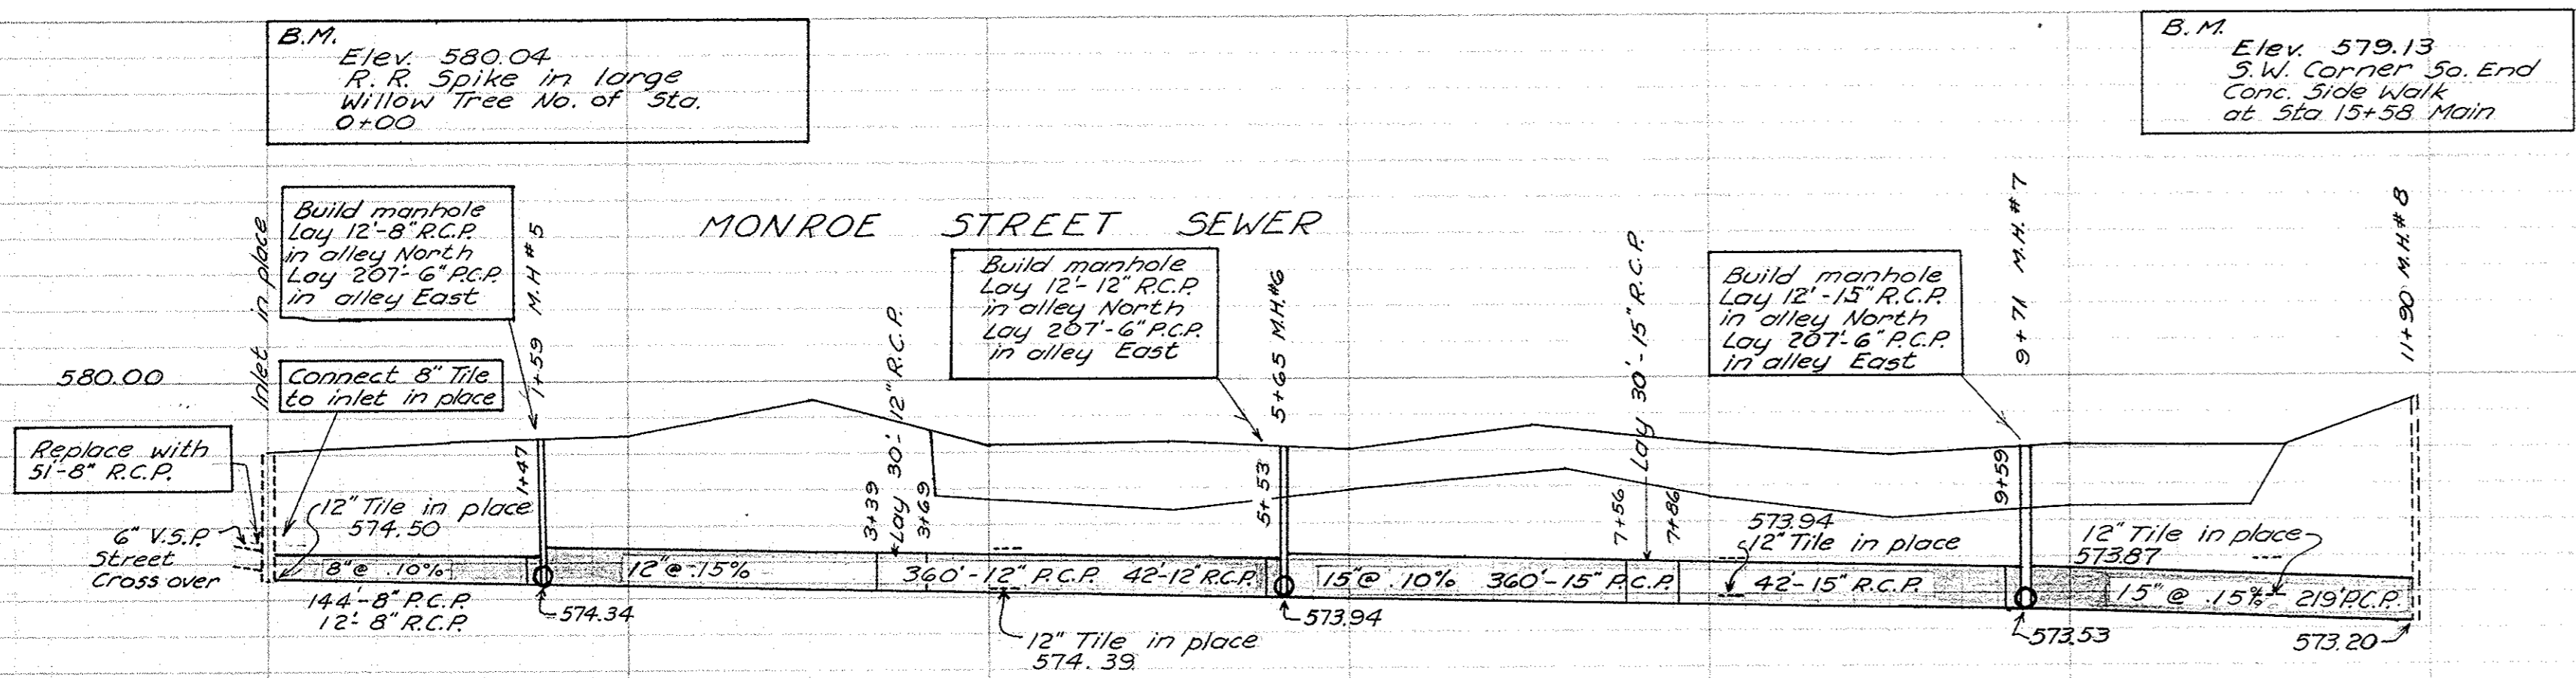 B.M.
Elev. 580.04
R. R. Spike in large
Willow Tree No. of Sta.
0+00
B. M.
Elev. 579.13
S.W. Corner So. End
Conc. Side Walk
at Sta 15+58 Main
MONROE STREET SEWER
Inlet in place
Build manhole
Lay 12'-8" R.C.P.
in alley North
Lay 207'-6" P.C.P.
in alley East
1+59 M.H #5
Build manhole
Lay 12'-12" R.C.P.
in alley North
Lay 207'-6" P.C.P.
in alley East
5+65 M.H.#6
Build manhole
Lay 12'-15" R.C.P.
in alley North
Lay 207'-6" P.C.P.
in alley East
9+71 M.H.#7
11+90 M.H.#8
580.00
Connect 8" Tile
to inlet in place
Replace with
51'-8" R.C.P.
6" V.S.P.
Street
Cross over
12" Tile in place
574.50
1+47
3+39
Lay 30'-12" R.C.P.
3+69
5+53
7+56
Lay 30'-15" R.C.P.
7+86
573.94
12" Tile in place
9+59
12" Tile in place
573.87
8" @ .10%
12" @ .15%
360'-12" P.C.P.
42'-12" R.C.P.
15" @ .10%
360'-15" P.C.P.
42'-15" R.C.P.
15" @ .15% - 219' P.C.P.
144'-8" P.C.P.
12'-8" R.C.P.
574.34
12" Tile in place
574.39
573.94
573.53
573.20